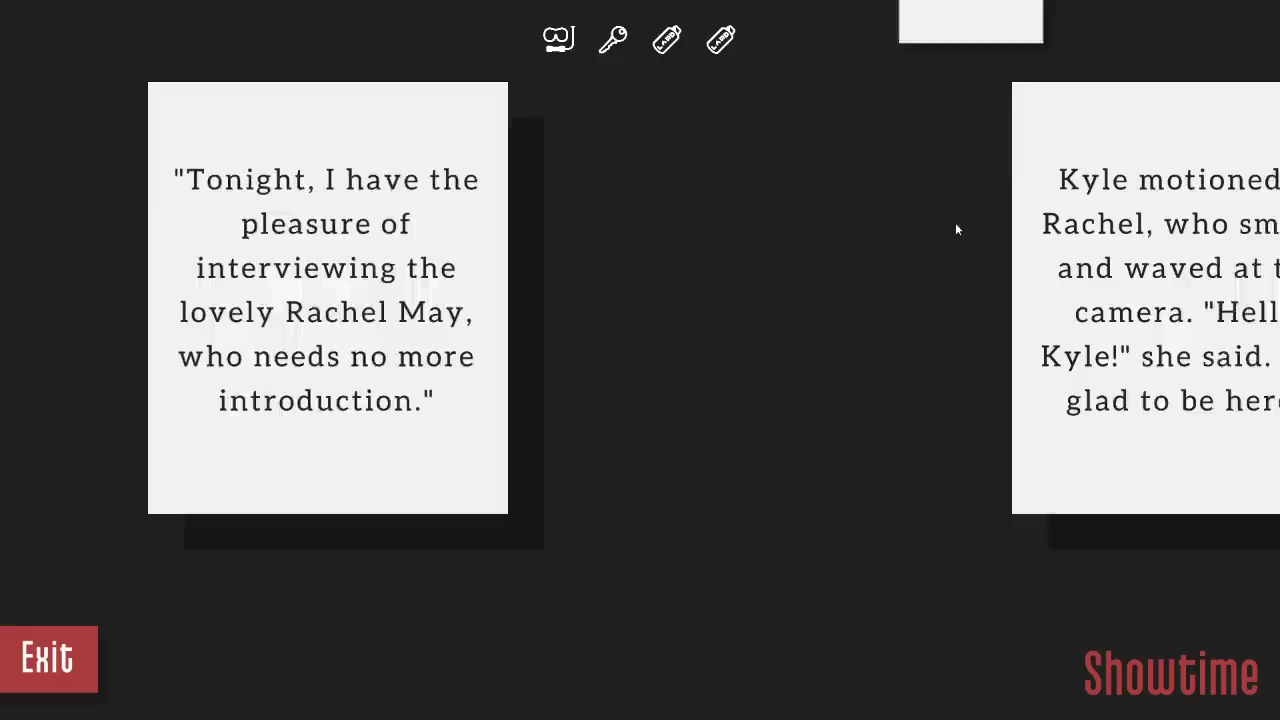 "Tonight, I have the
pleasure of
interviewing the
lovely Rachel May,
who needs no more
introduction."
Kyle motioned
Rachel, who sm
and waved at t
camera. "Hell
Kyle!" she said.
glad to be her
Exit
Showtime